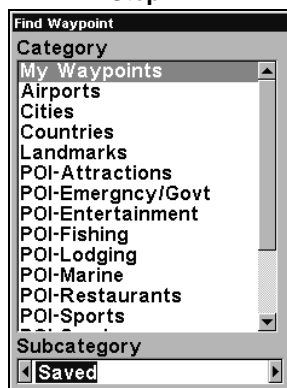 Find Waypoint
Category
My Waypoints
Airports
Cities
Countries
Landmarks
POI-Attractions
POI-Emergncy/Govt
POI-Entertainment
POI-Fishing
POI-Lodging
POI-Marine
POI-Restaurants
POI-Sports
Subcategory
Saved